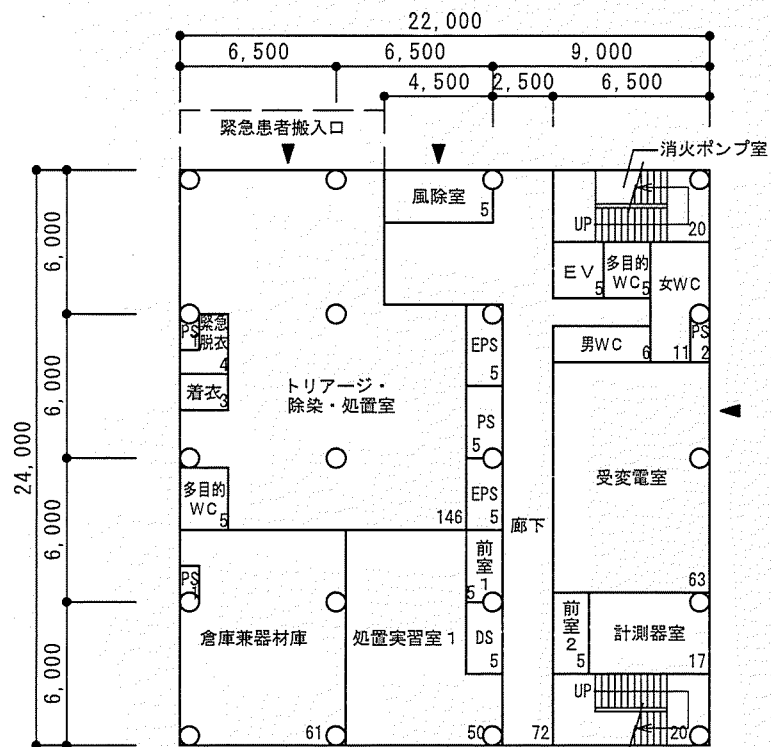 22,000
6,500
6,500
9,000
4,500
2,500
6,500
緊急患者搬入口
消火ポンプ室
風除室
5
UP
20
6,000
EV
5
多目的
WC
5
女WC
PS
1
緊急
脱衣
4
EPS
5
男WC
6
11
PS
2
着衣
3
トリアージ・
除染・処置室
6,000
PS
5
24,000
受変電室
多目的
WC
5
146
EPS
5
廊下
6,000
前
室
1
5
63
PS
倉庫兼器材庫
処置実習室1
DS
5
前
室
2
5
計測器室
17
6,000
UP
61
50
72
20